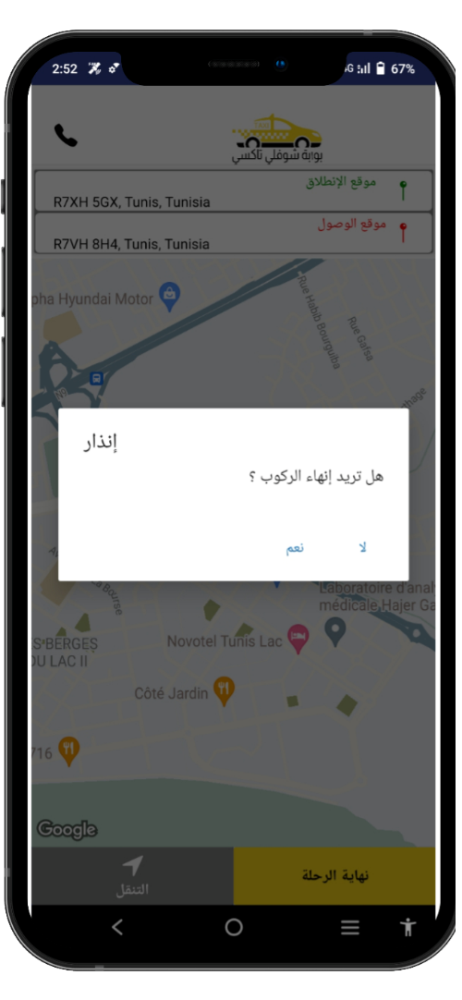 2:52
67%
بوابة شوفلي تاكسي
موقع الإنطلاق
R7XH 5GX, Tunis, Tunisia
موقع الوصول
R7VH 8H4, Tunis, Tunisia
pha Hyundai Motor
Rue Habib Bourguiba
Rue Gafsa
thage
إنذار
هل تريد إنهاء الركوب ؟
لا
نعم
Bourse
Laboratoire d'anal
médicale Hajer Ga
S BERGES
DU LAC II
Novotel Tunis Lac
Côté Jardin
716
Google
التنقل
نهاية الرحلة